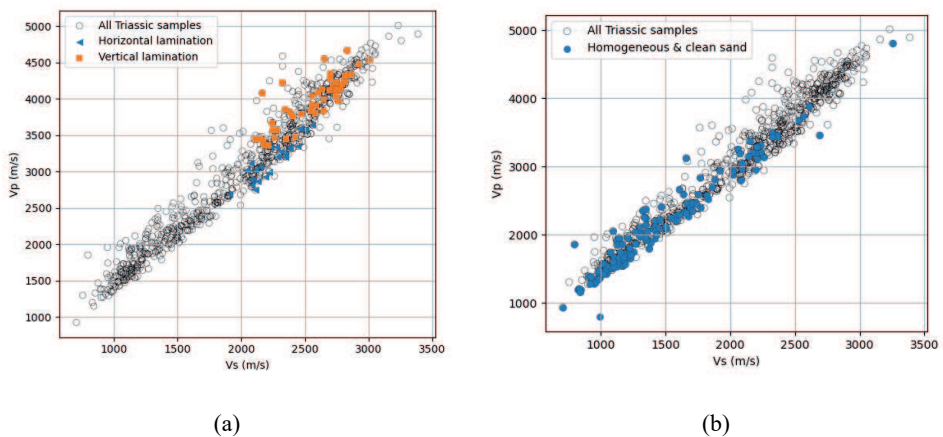 5000
4500
4000
3500
3000
2500
2000
1500
1000
Vp (m/s)
All Triassic samples
Horizontal lamination
Vertical lamination
1000 1500 2000 2500 3000 3500
Vs (m/s)
(a)
5000
4000
3000
2000
1000
Vp (m/s)
All Triassic samples
Homogeneous & clean sand
1000 1500 2000 2500 3000 3500
Vs (m/s)
(b)